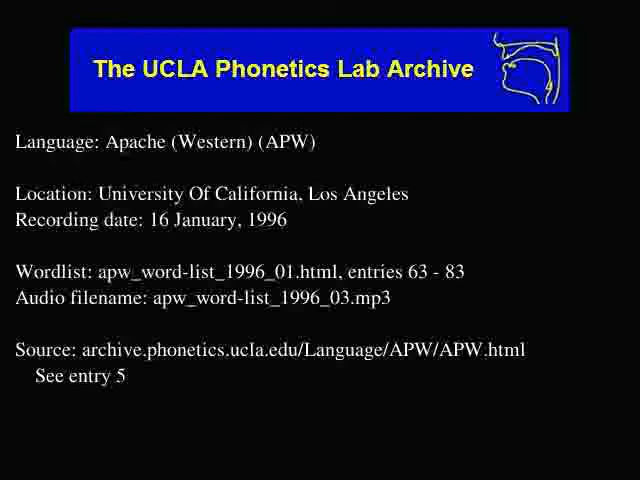 The UCLA Phonetics Lab Archive
Language: Apache (Western) (APW)
Location: University Of California, Los Angeles
Recording date: 16 January, 1996
Wordlist: apw_word-list_1996_01.html, entries 63 - 83
Audio filename: apw_word-list_1996_03.mp3
Source: archive.phonetics.ucla.edu/Language/APW/APW.html
See entry 5